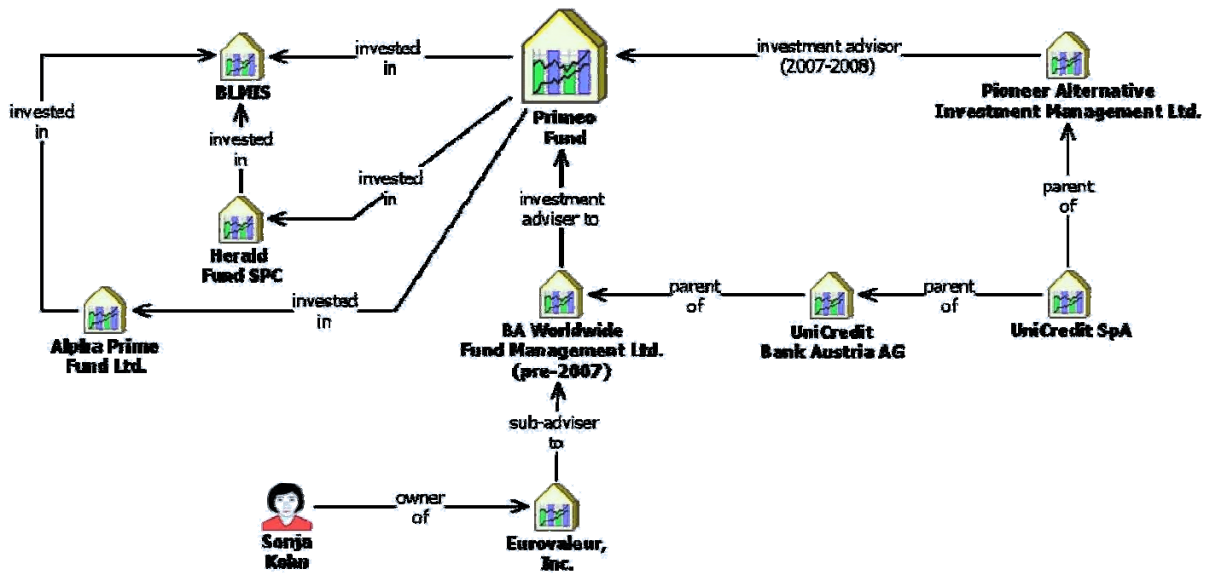 invested
in
investment advisor
(2007-2008)
BLMIS
Primeo
Fund
Pioneer Alternative
Investment Management Ltd.
invested
in
invested
in
invested
in
investment
adviser to
parent
of
Herald
Fund SPC
invested
in
parent
of
parent
of
Alpha Prime
Fund Ltd.
BA Worldwide
Fund Management Ltd.
(pre-2007)
UniCredit
Bank Austria AG
UniCredit SpA
sub-adviser
to
owner
of
Sonja
Kohn
Eurovaleur,
Inc.